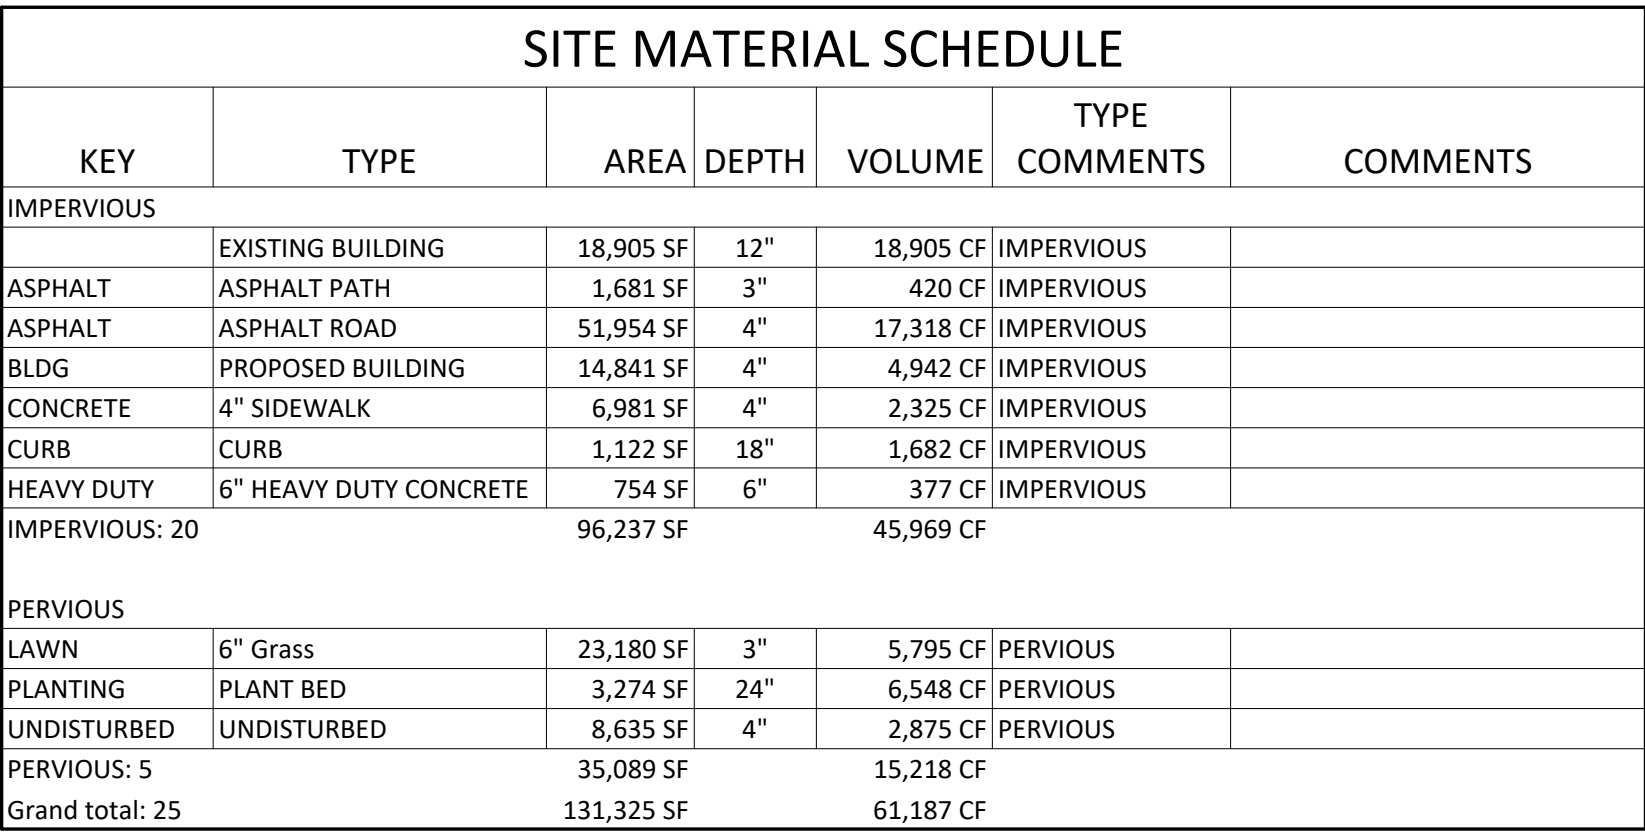 SITE MATERIAL SCHEDULE
KEY TYPE AREA DEPTH VOLUME TYPE COMMENTS COMMENTS
IMPERVIOUS
EXISTING BUILDING 18,905 SF 12" 18,905 CF IMPERVIOUS
ASPHALT ASPHALT PATH 1,681 SF 3" 420 CF IMPERVIOUS
ASPHALT ASPHALT ROAD 51,954 SF 4" 17,318 CF IMPERVIOUS
BLDG PROPOSED BUILDING 14,841 SF 4" 4,942 CF IMPERVIOUS
CONCRETE 4" SIDEWALK 6,981 SF 4" 2,325 CF IMPERVIOUS
CURB CURB 1,122 SF 18" 1,682 CF IMPERVIOUS
HEAVY DUTY 6" HEAVY DUTY CONCRETE 754 SF 6" 377 CF IMPERVIOUS
IMPERVIOUS: 20 96,237 SF 45,969 CF
PERVIOUS
LAWN 6" Grass 23,180 SF 3" 5,795 CF PERVIOUS
PLANTING PLANT BED 3,274 SF 24" 6,548 CF PERVIOUS
UNDISTURBED UNDISTURBED 8,635 SF 4" 2,875 CF PERVIOUS
PERVIOUS: 5 35,089 SF 15,218 CF
Grand total: 25 131,325 SF 61,187 CF